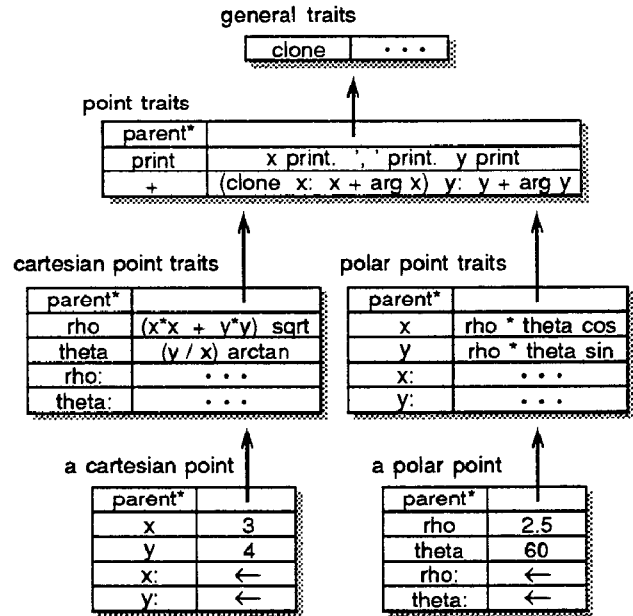 general traits
clone · · ·
point traits
parent*
print x print. ', ' print. y print
+ (clone x: x + arg x) y: y + arg y
cartesian point traits
parent*
rho (x*x + y*y) sqrt
theta (y / x) arctan
rho: · · ·
theta: · · ·
polar point traits
parent*
x rho * theta cos
y rho * theta sin
x: · · ·
y: · · ·
a cartesian point
parent*
x 3
y 4
x: ←
y: ←
a polar point
parent*
rho 2.5
theta 60
rho: ←
theta: ←